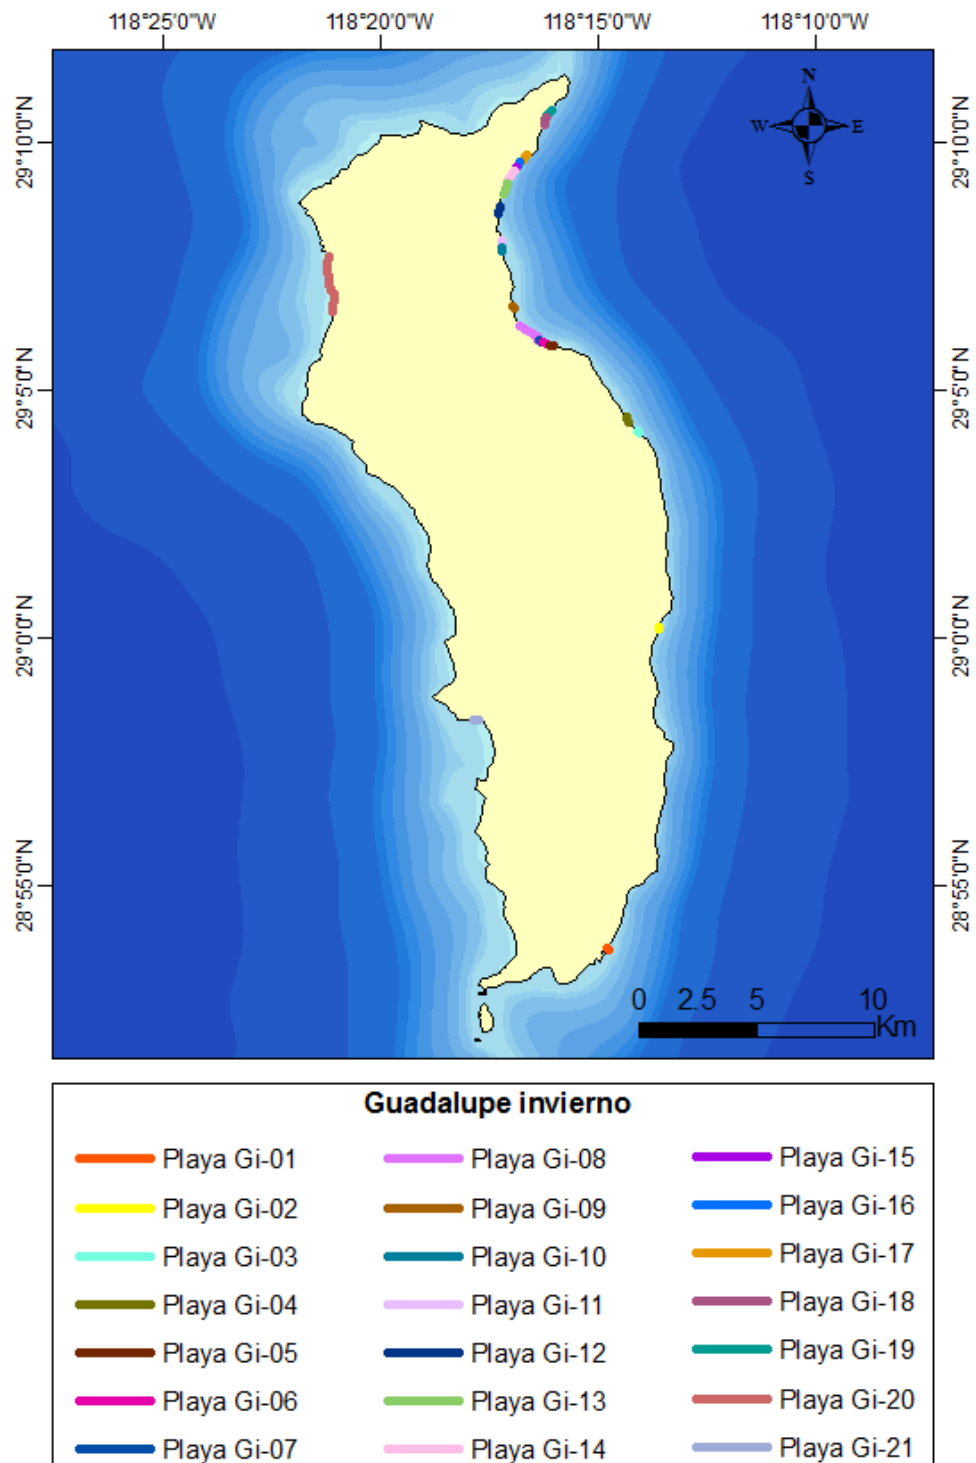 118°25'0"W 118°20'0"W 118°15'0"W 118°10'0"W
N
W E
S
29°10'0"N 29°10'0"N
29°5'0"N 29°5'0"N
29°0'0"N 29°0'0"N
28°55'0"N 28°55'0"N
0 2.5 5 10
Km
Guadalupe invierno
Playa Gi-01 Playa Gi-08 Playa Gi-15
Playa Gi-02 Playa Gi-09 Playa Gi-16
Playa Gi-03 Playa Gi-10 Playa Gi-17
Playa Gi-04 Playa Gi-11 Playa Gi-18
Playa Gi-05 Playa Gi-12 Playa Gi-19
Playa Gi-06 Playa Gi-13 Playa Gi-20
Playa Gi-07 Playa Gi-14 Playa Gi-21